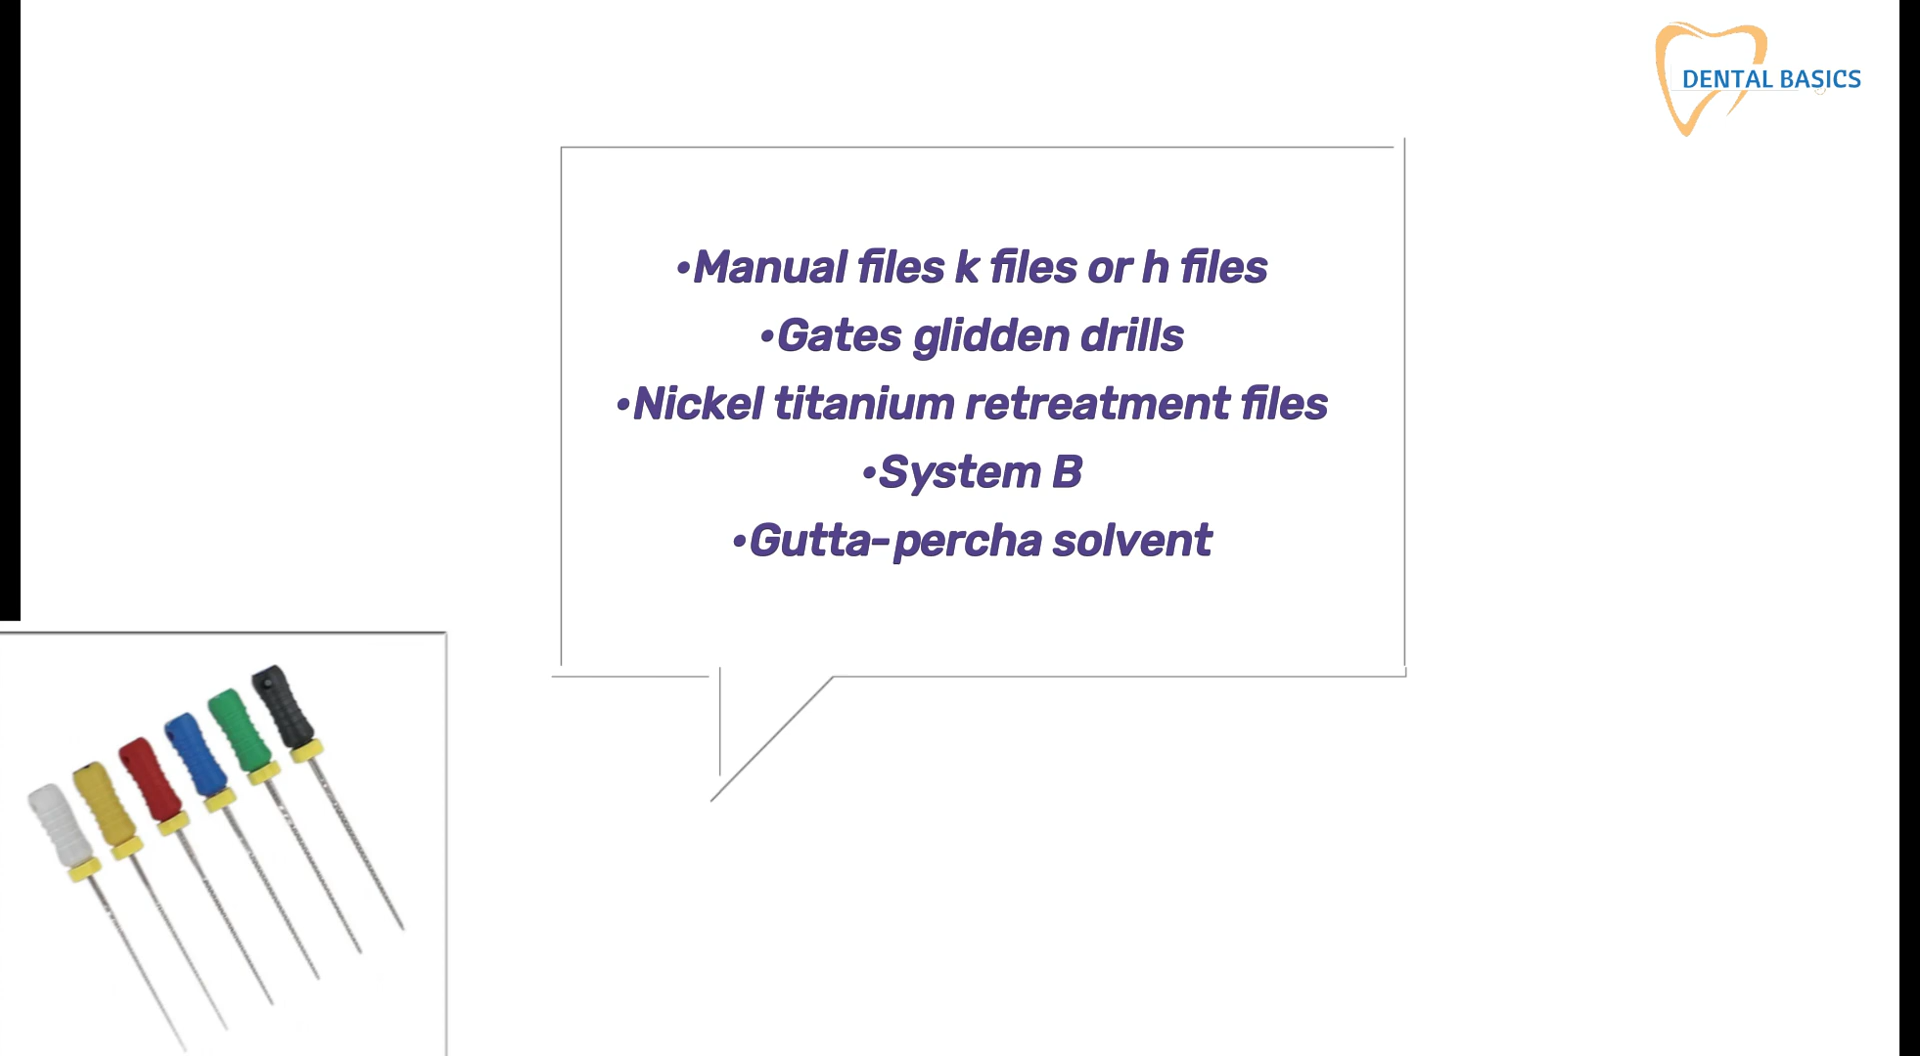 DENTAL BASICS
•Manual files k files or h files
•Gates glidden drills
•Nickel titanium retreatment files
•System B
•Gutta-percha solvent